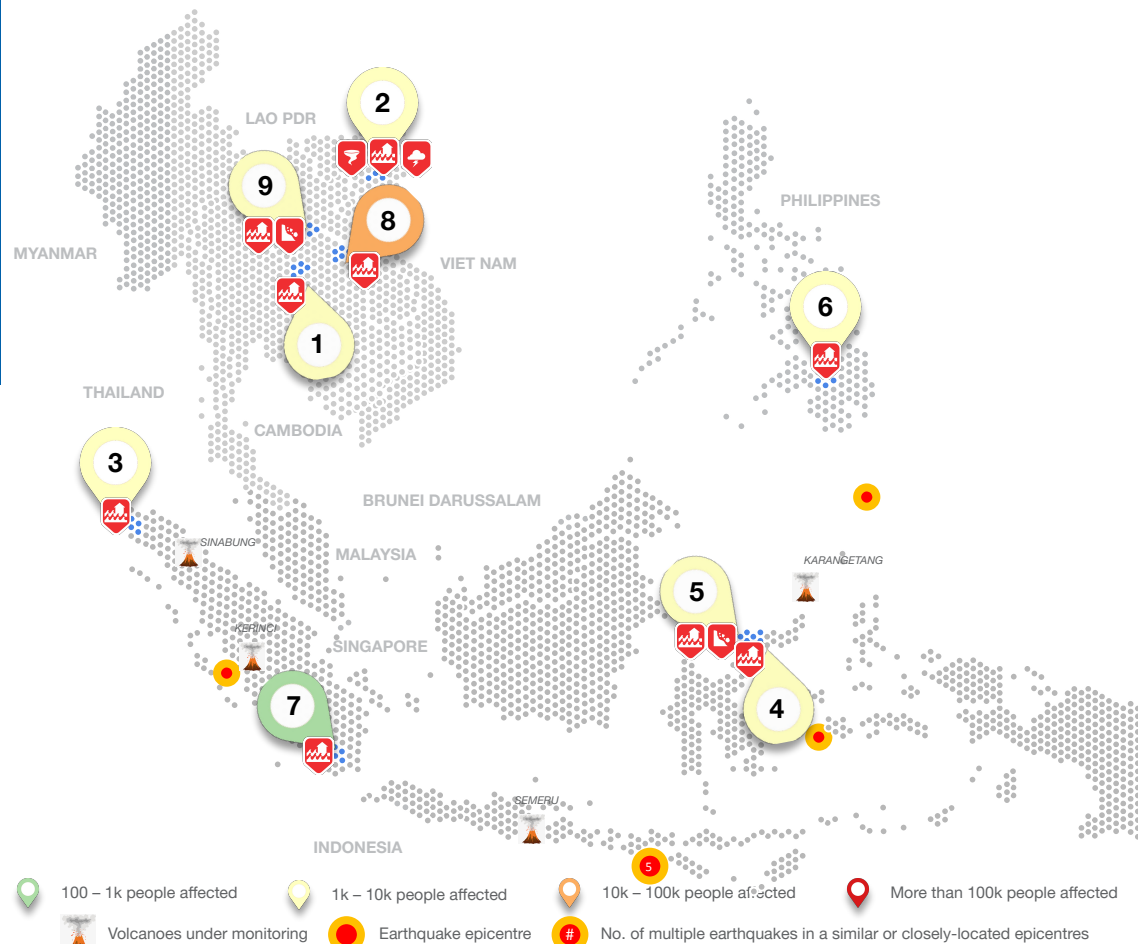 2
LAO PDR
9
PHILIPPINES
8
MYANMAR
VIET NAM
6
1
THAILAND
CAMBODIA
3
BRUNEI DARUSSALAM
SINABUNG
MALAYSIA
KARANGETANG
5
KERINCI
SINGAPORE
7
4
SEMERU
INDONESIA
5
100 – 1k people affected
1k – 10k people affected
10k – 100k people affected
More than 100k people affected
Volcanoes under monitoring
Earthquake epicentre
#
No. of multiple earthquakes in a similar or closely-located epicentres